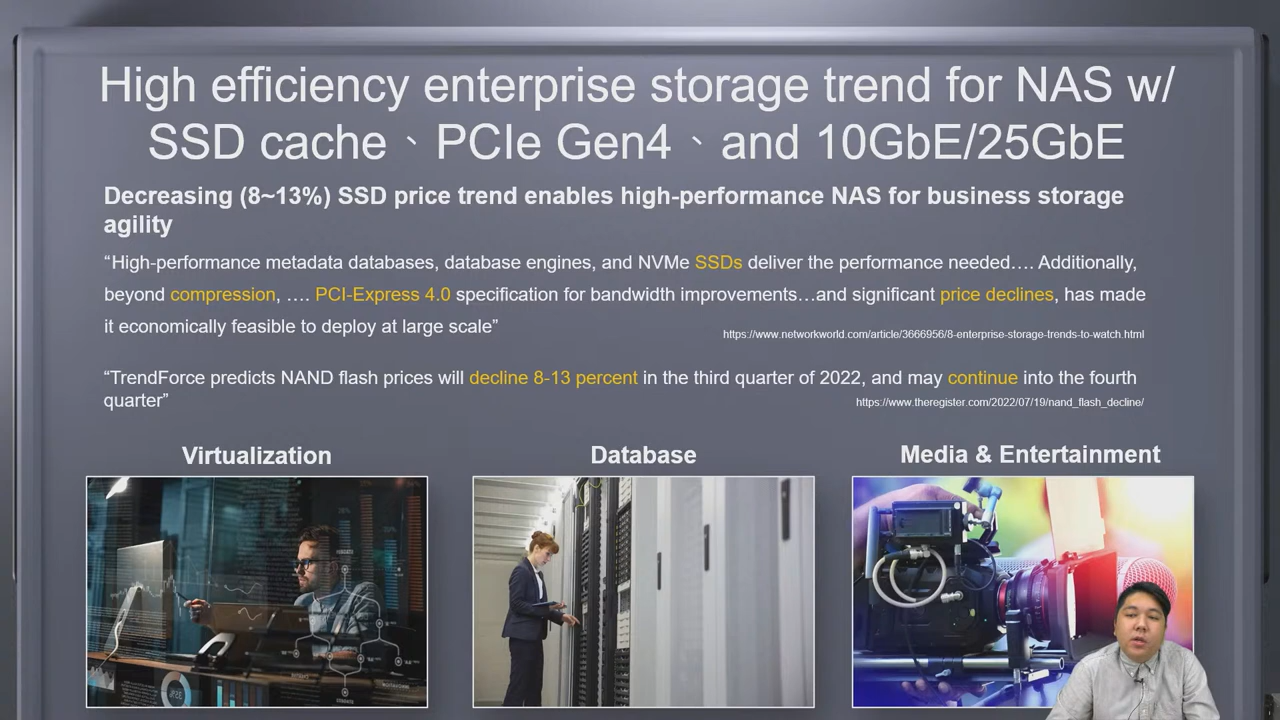 High efficiency enterprise storage trend for NAS w/
SSD cache、PCIe Gen4、and 10GbE/25GbE
Decreasing (8~13%) SSD price trend enables high-performance NAS for business storage
agility
“High-performance metadata databases, database engines, and NVMe SSDs deliver the performance needed…. Additionally,
beyond compression, …. PCI-Express 4.0 specification for bandwidth improvements…and significant price declines, has made
it economically feasible to deploy at large scale”
https://www.networkworld.com/article/3666956/8-enterprise-storage-trends-to-watch.html
“TrendForce predicts NAND flash prices will decline 8-13 percent in the third quarter of 2022, and may continue into the fourth
quarter”
https://www.theregister.com/2022/07/19/nand_flash_decline/
Virtualization
Database
Media & Entertainment